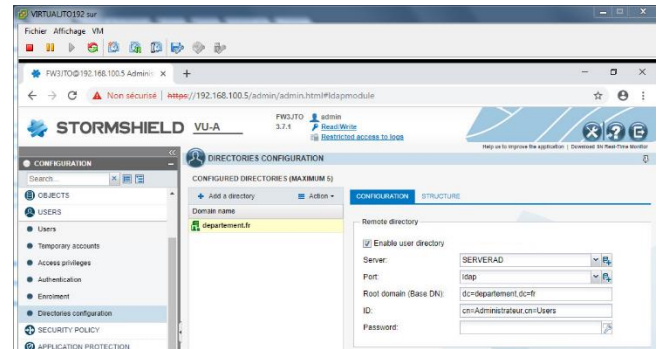 VIRTUALITO192 sur
Fichier Affichage VM
FW3JTO@192.168.100.5 Adminis
Non sécurisé | https://192.168.100.5/admin/admin.html#ldapmodule
STORMSHIELD VU-A
FW3JTO
3.7.1
admin
Read/Write
Restricted access to logs
Help us to improve the application | Download SN Real-Time Monitor
CONFIGURATION
Search...
OBJECTS
USERS
Users
Temporary accounts
Access privileges
Authentication
Enrolment
Directories configuration
SECURITY POLICY
APPLICATION PROTECTION
DIRECTORIES CONFIGURATION
CONFIGURED DIRECTORIES (MAXIMUM 5)
Add a directory Action
Domain name
departement.fr
CONFIGURATION STRUCTURE
Remote directory
Enable user directory
Server: SERVERAD
Port: ldap
Root domain (Base DN): dc=departement,dc=fr
ID: cn=Administrateur,cn=Users
Password: